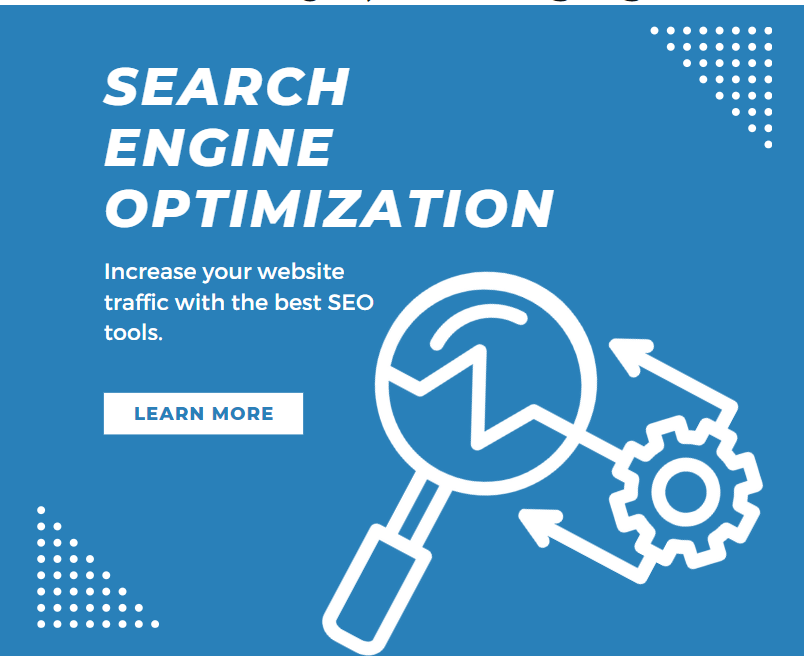 SEARCH
ENGINE
OPTIMIZATION
Increase your website
traffic with the best SEO
tools.
LEARN MORE